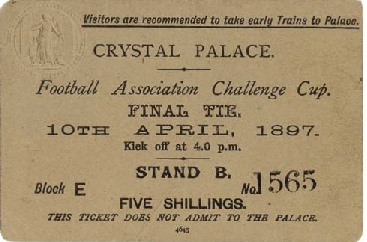 Visitors are recommended to take early Trains to Palace.
CRYSTAL PALACE.
Football Association Challenge Cup.
FINAL TIE.
10TH APRIL, 1897.
Kick off at 4.0 p.m.
STAND B.
Block E No. 1565
FIVE SHILLINGS.
THIS TICKET DOES NOT ADMIT TO THE PALACE.